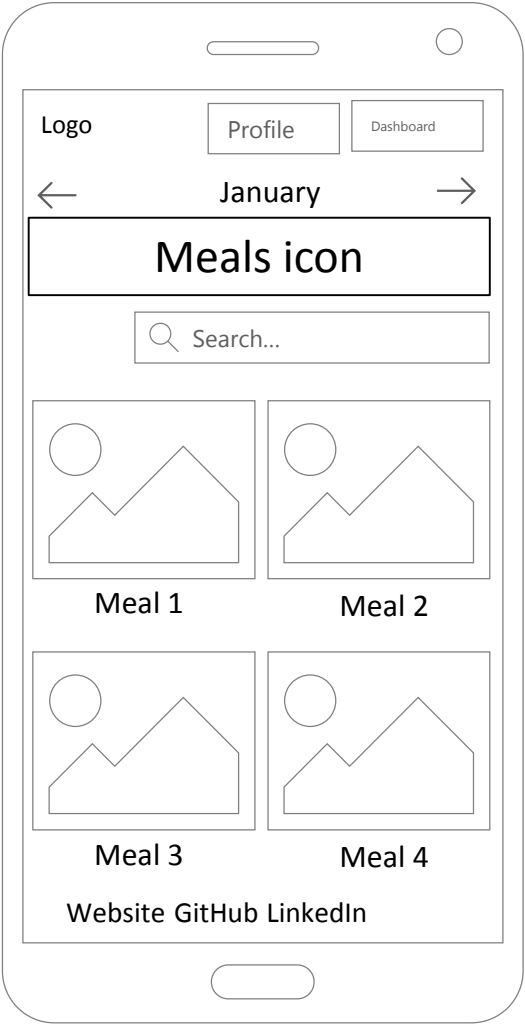 Logo
Profile
Dashboard
January
Meals icon
Search...
Meal 1
Meal 2
Meal 3
Meal 4
Website GitHub LinkedIn